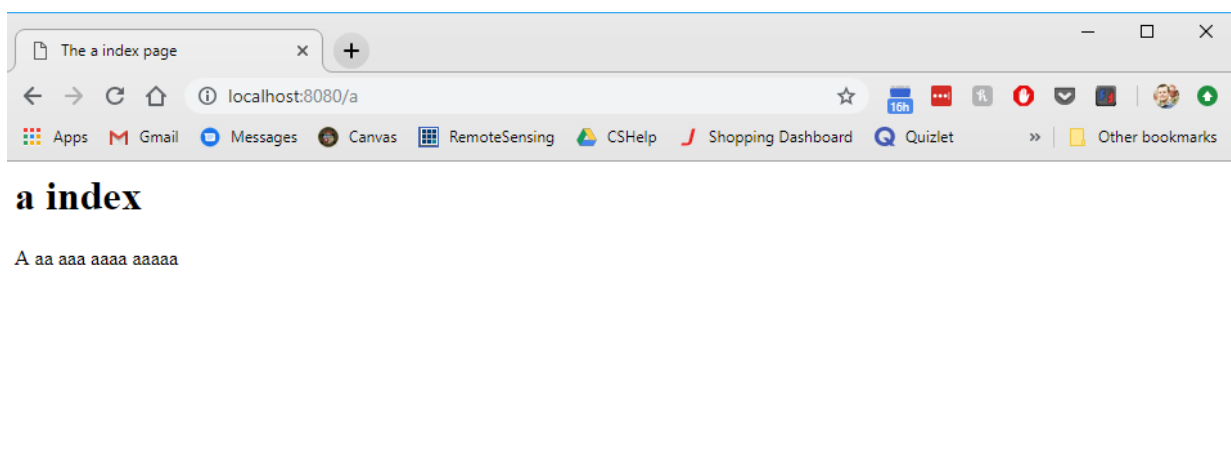 The a index page
localhost:8080/a
16h
Apps Gmail Messages Canvas RemoteSensing CSHelp Shopping Dashboard Quizlet » Other bookmarks
a index
A aa aaa aaaa aaaaa